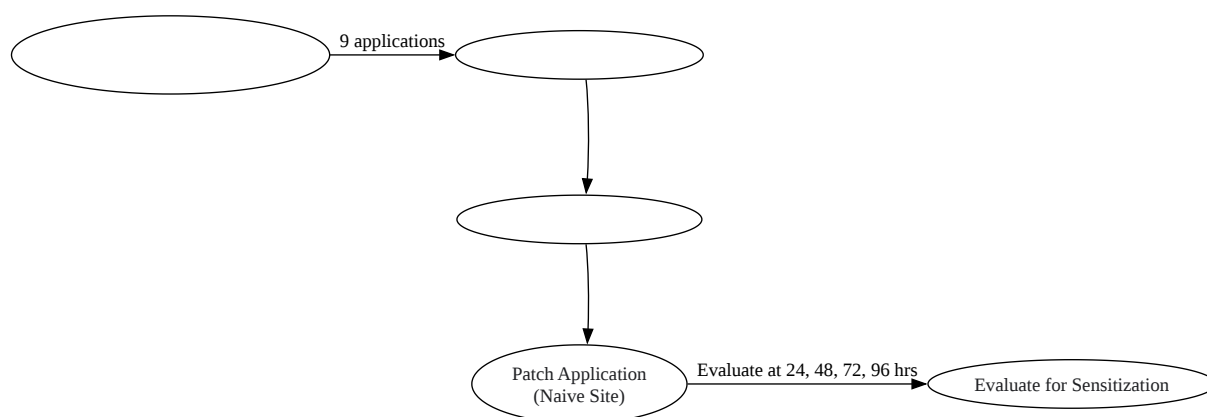 9 applications
Patch Application
(Naive Site)
Evaluate at 24, 48, 72, 96 hrs
Evaluate for Sensitization